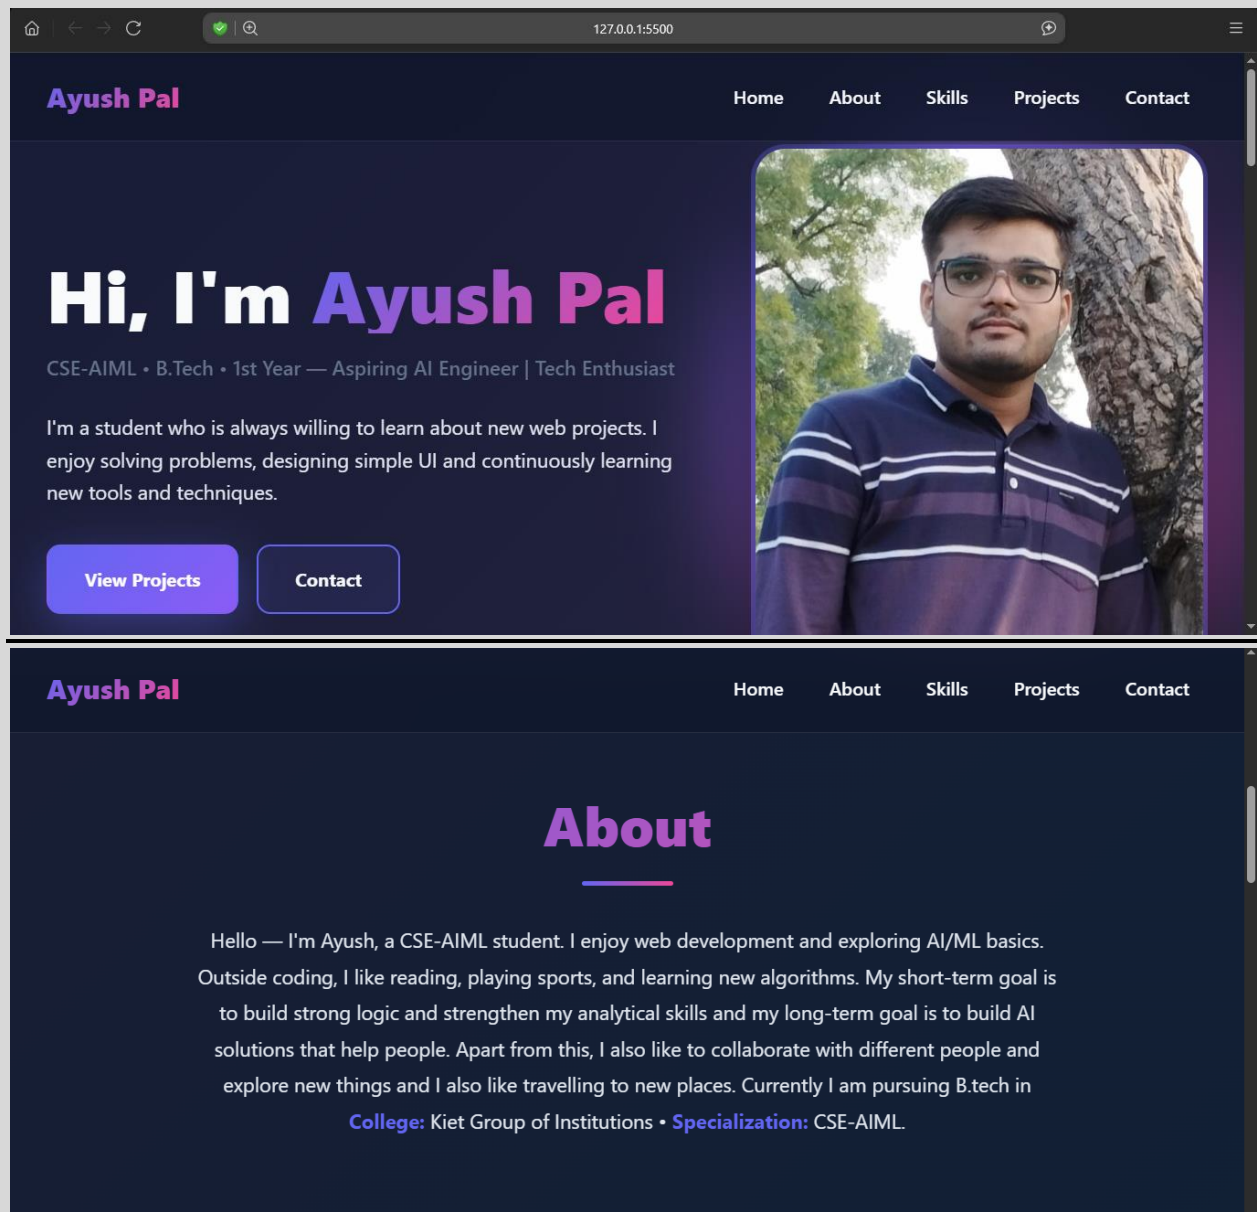 127.0.0.1:5500
Ayush Pal
Home About Skills Projects Contact
Hi, I'm Ayush Pal
CSE-AIML • B.Tech • 1st Year — Aspiring AI Engineer | Tech Enthusiast
I'm a student who is always willing to learn about new web projects. I
enjoy solving problems, designing simple UI and continuously learning
new tools and techniques.
View Projects Contact
Ayush Pal
Home About Skills Projects Contact
About
Hello — I'm Ayush, a CSE-AIML student. I enjoy web development and exploring AI/ML basics.
Outside coding, I like reading, playing sports, and learning new algorithms. My short-term goal is
to build strong logic and strengthen my analytical skills and my long-term goal is to build AI
solutions that help people. Apart from this, I also like to collaborate with different people and
explore new things and I also like travelling to new places. Currently I am pursuing B.tech in
College: Kiet Group of Institutions • Specialization: CSE-AIML.